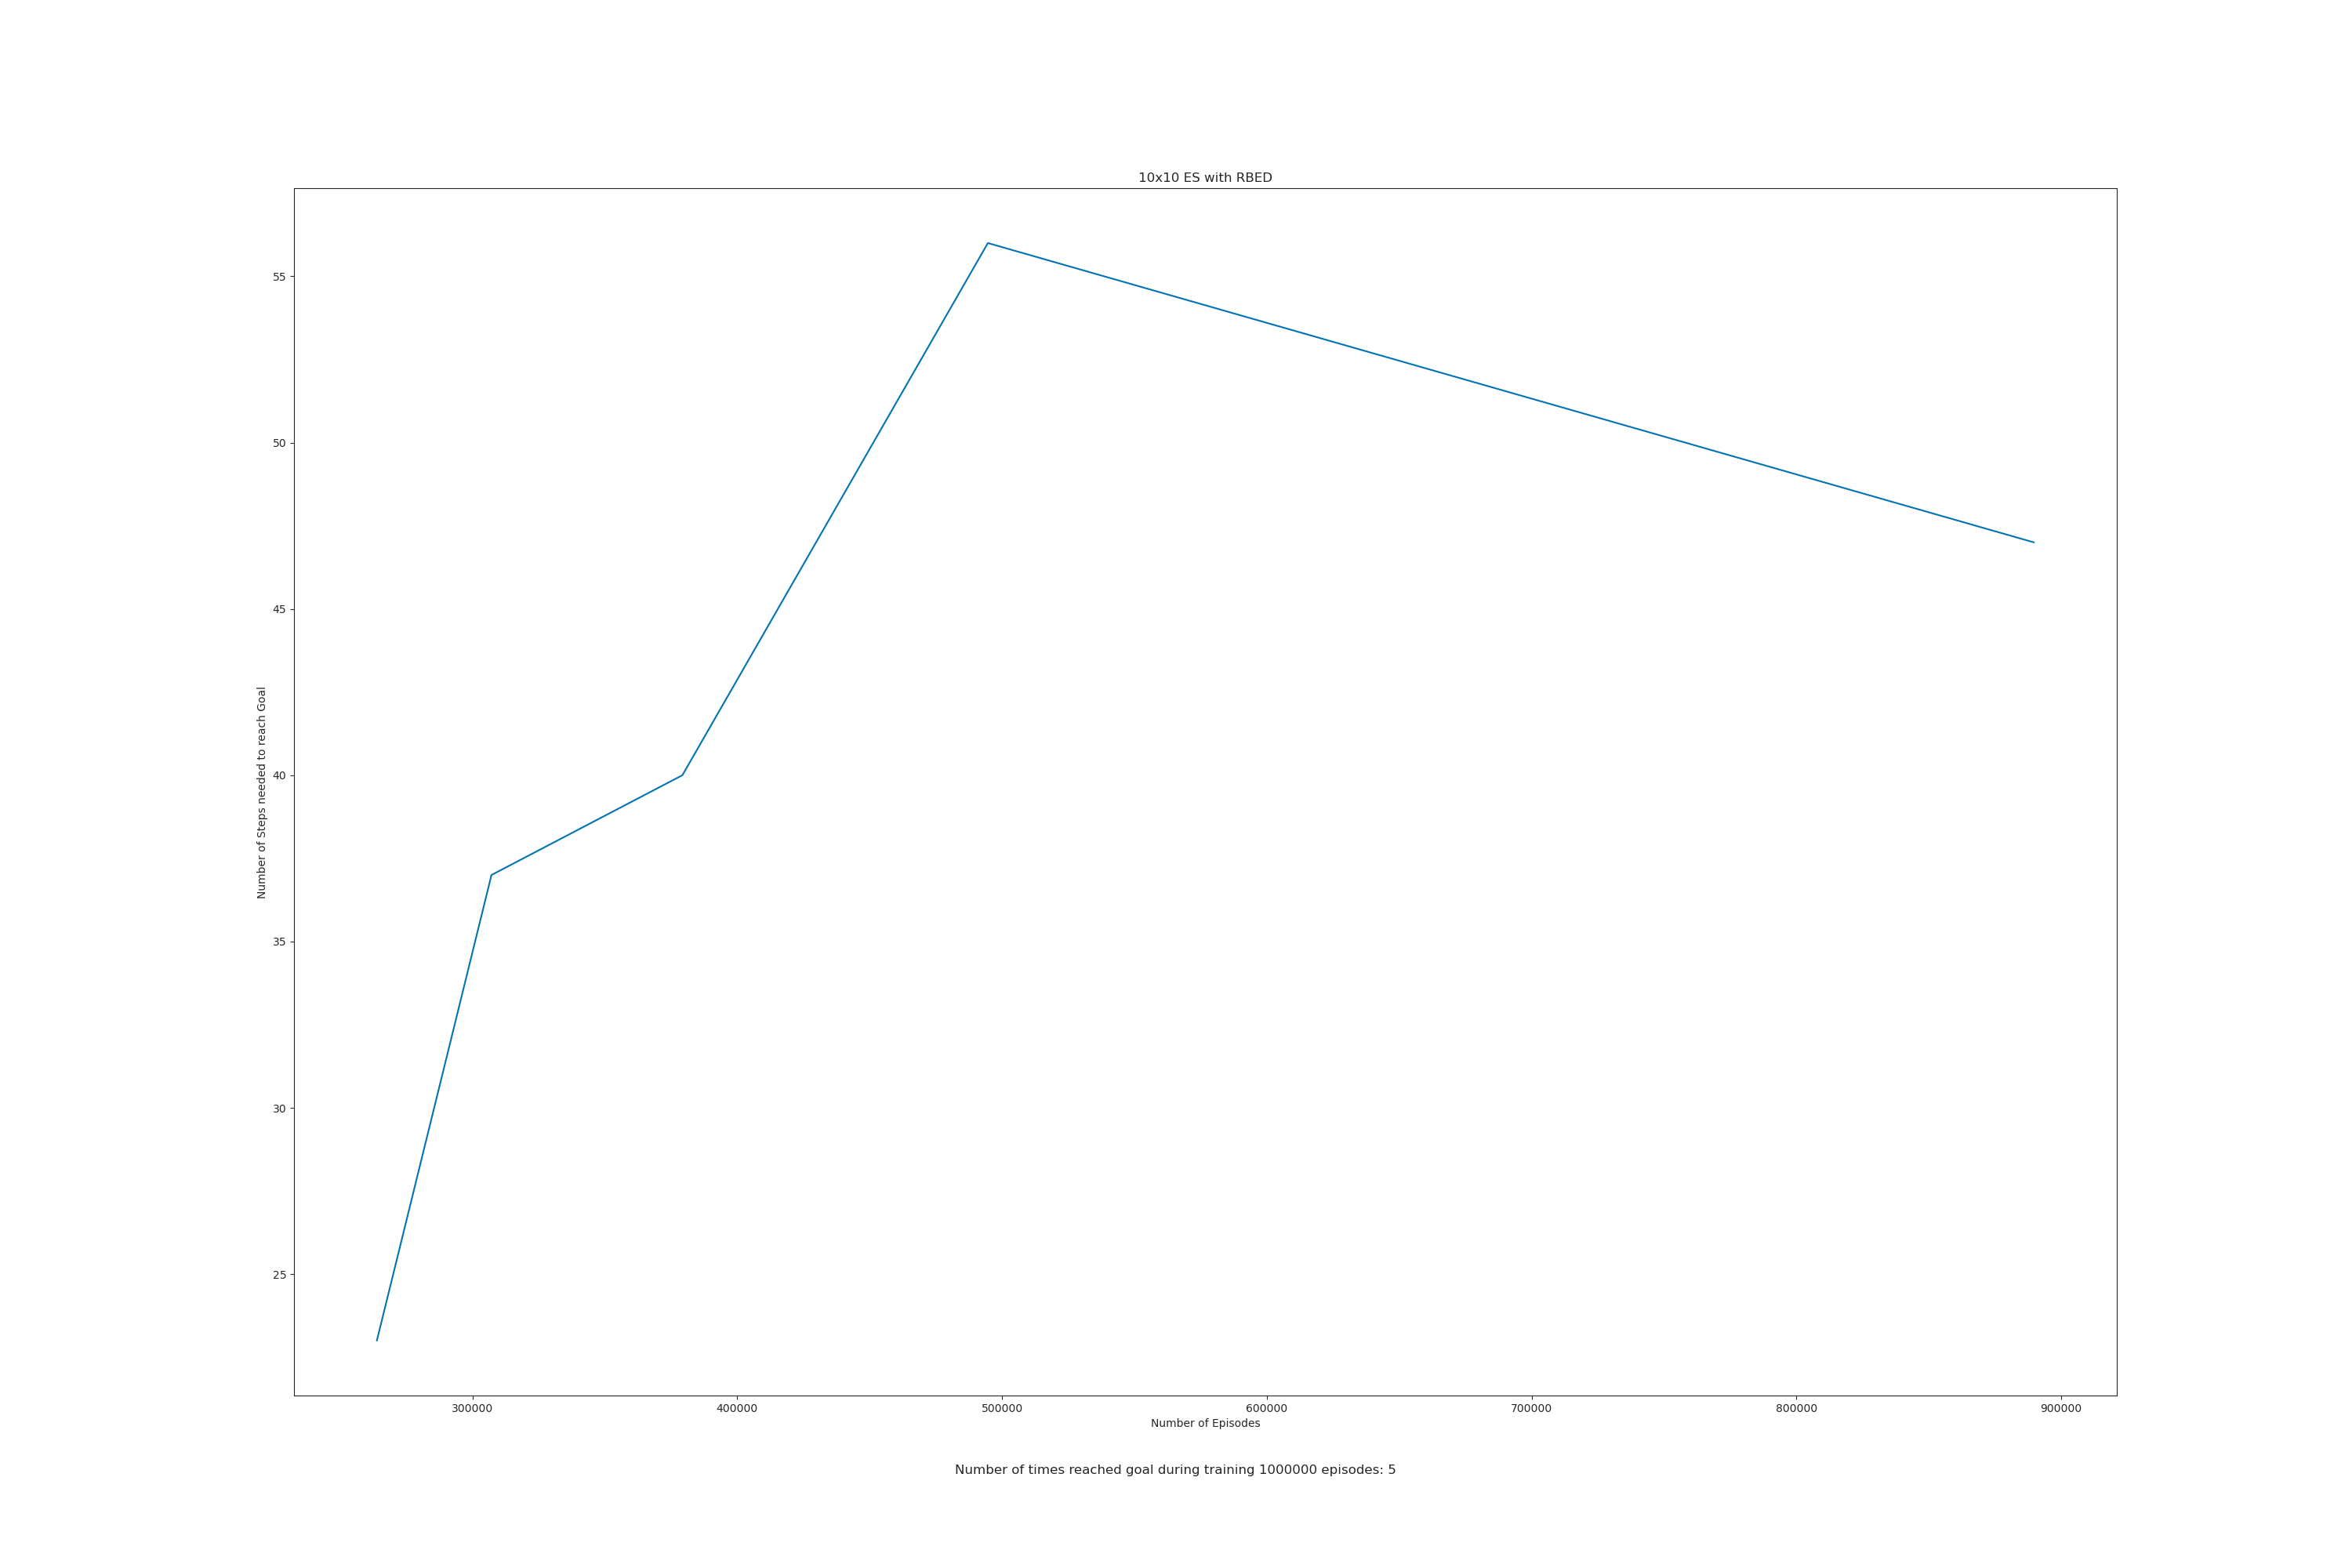 10x10 ES with RBED
55
50
45
40
35
30
25
Number of Steps needed to reach Goal
300000 400000 500000 600000 700000 800000 900000
Number of Episodes
Number of times reached goal during training 1000000 episodes: 5